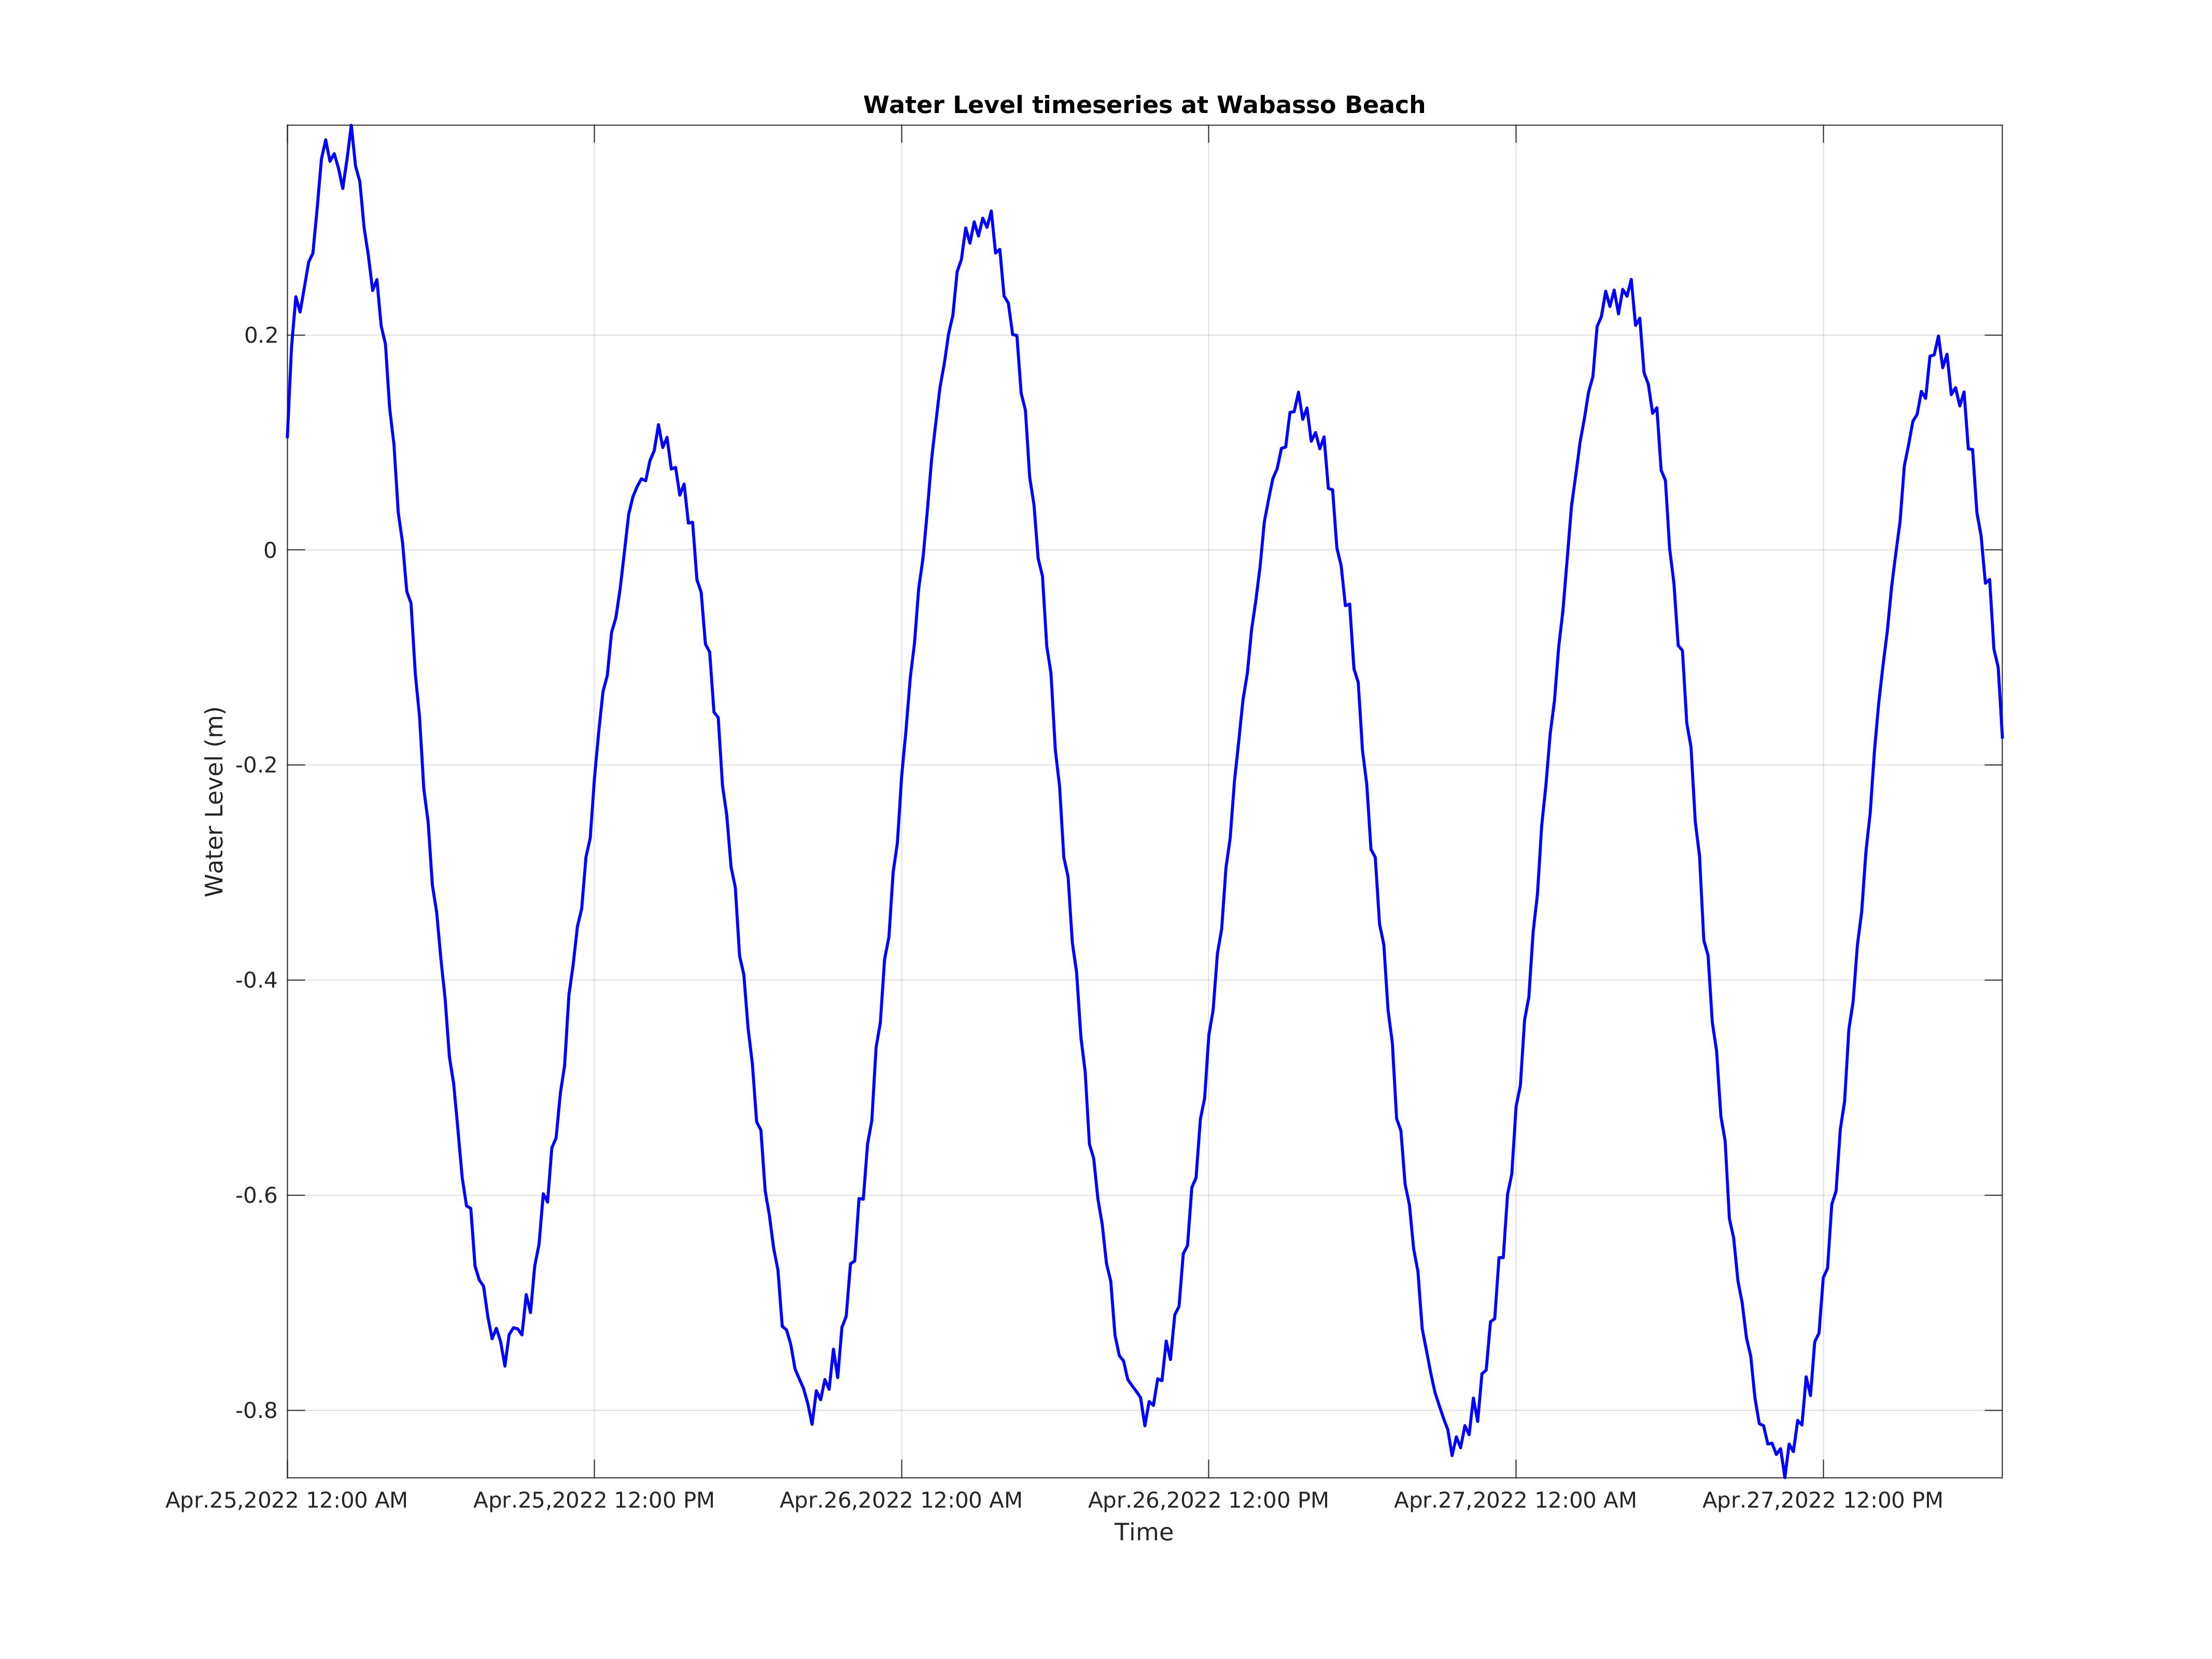 Water Level timeseries at Wabasso Beach
0.2
0
-0.2
-0.4
-0.6
-0.8
Water Level (m)
Apr.25,2022 12:00 AM Apr.25,2022 12:00 PM Apr.26,2022 12:00 AM Apr.26,2022 12:00 PM Apr.27,2022 12:00 AM Apr.27,2022 12:00 PM
Time